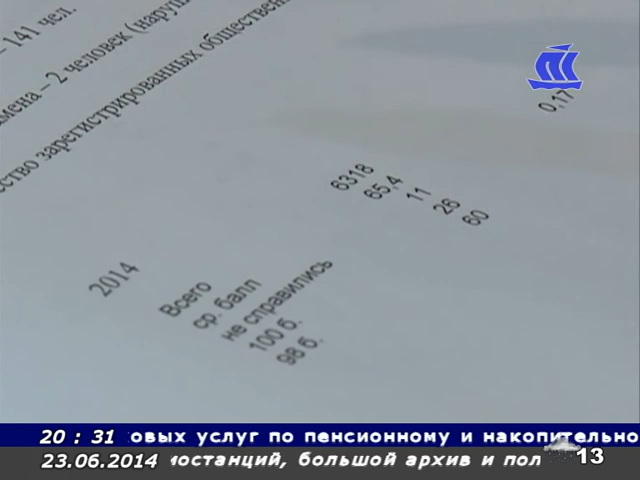 – 141 чел.
мена – 2 человек (наруш
ство зарегистрированных обществен
0,17
2014
Всего 6318
ср. балл 65,4
не справились 11
100 б. 26
98 б. 60
20 : 31 овых услуг по пенсионному и накопительно
23.06.2014 мостанций, большой архив и пол 13